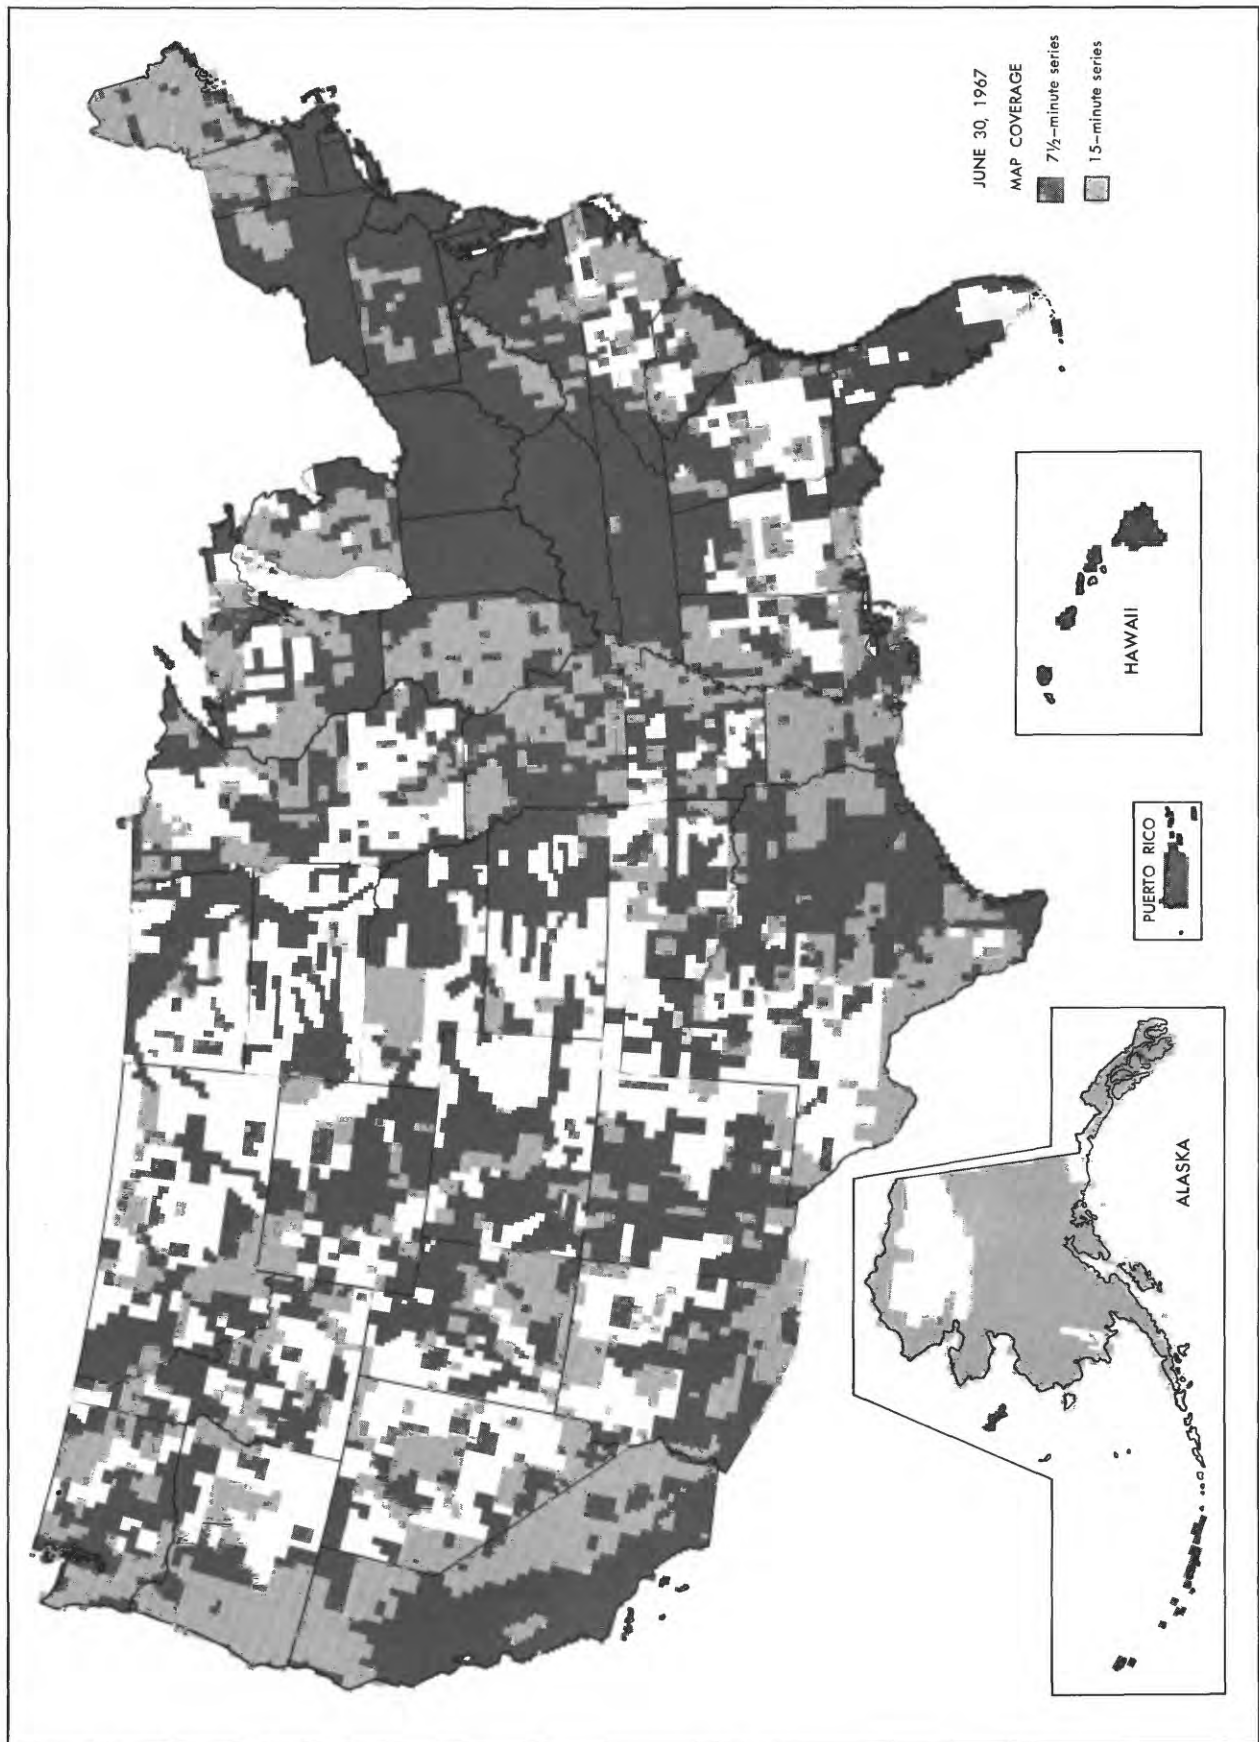 JUNE 30, 1967
MAP COVERAGE
7½–minute series
15–minute series
ALASKA
PUERTO RICO
HAWAII